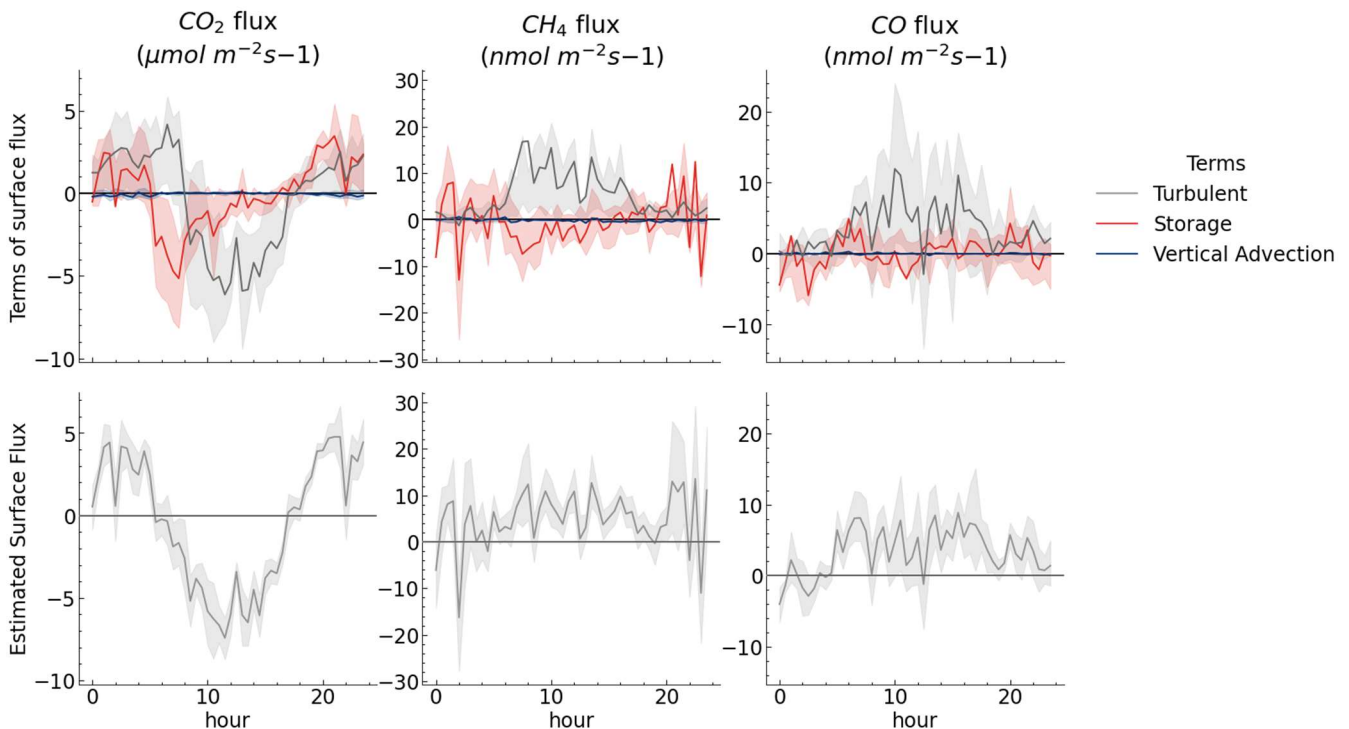 CO₂ flux
(μmol m⁻²s−1)
CH₄ flux
(nmol m⁻²s−1)
CO flux
(nmol m⁻²s−1)
Terms of surface flux
5
0
−5
−10
30
20
10
0
−10
−20
−30
20
10
0
−10
Terms
Turbulent
Storage
Vertical Advection
Estimated Surface Flux
5
0
−5
−10
30
20
10
0
−10
−20
−30
20
10
0
−10
0 10 20
0 10 20
0 10 20
hour
hour
hour